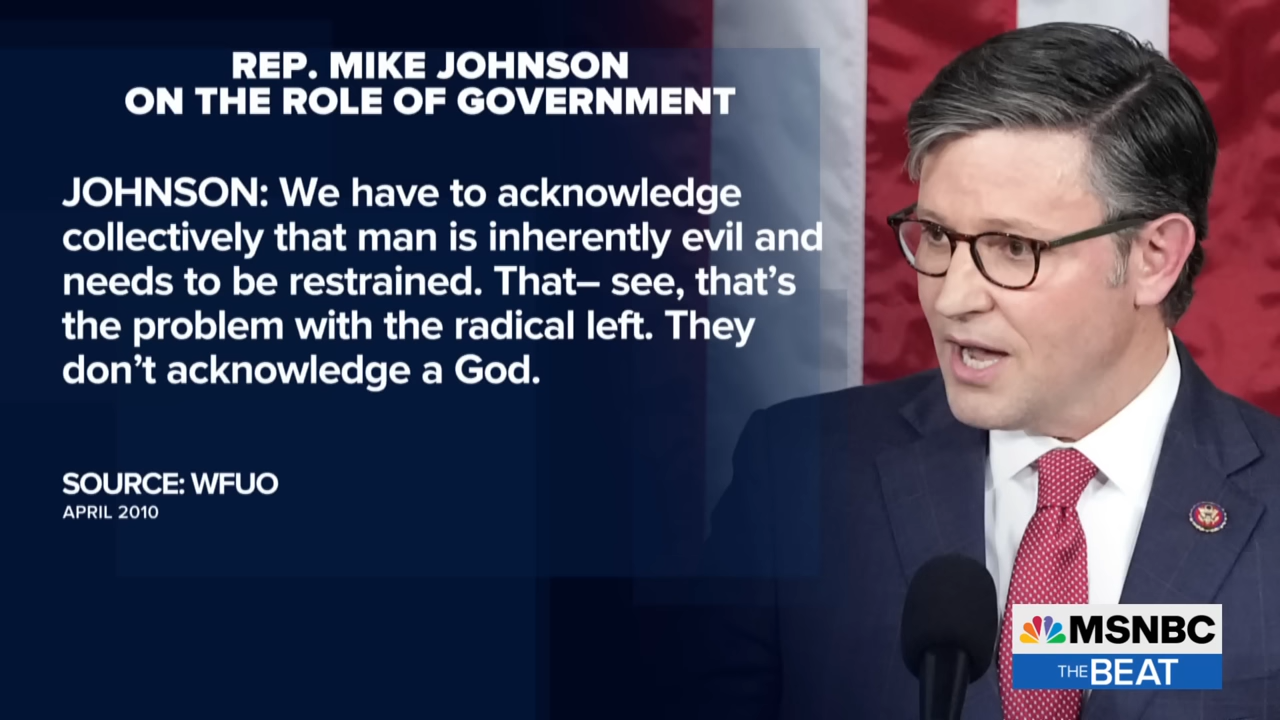 REP. MIKE JOHNSON
ON THE ROLE OF GOVERNMENT
JOHNSON: We have to acknowledge
collectively that man is inherently evil and
needs to be restrained. That– see, that’s
the problem with the radical left. They
don’t acknowledge a God.
SOURCE: WFUO
APRIL 2010
MSNBC
THE BEAT